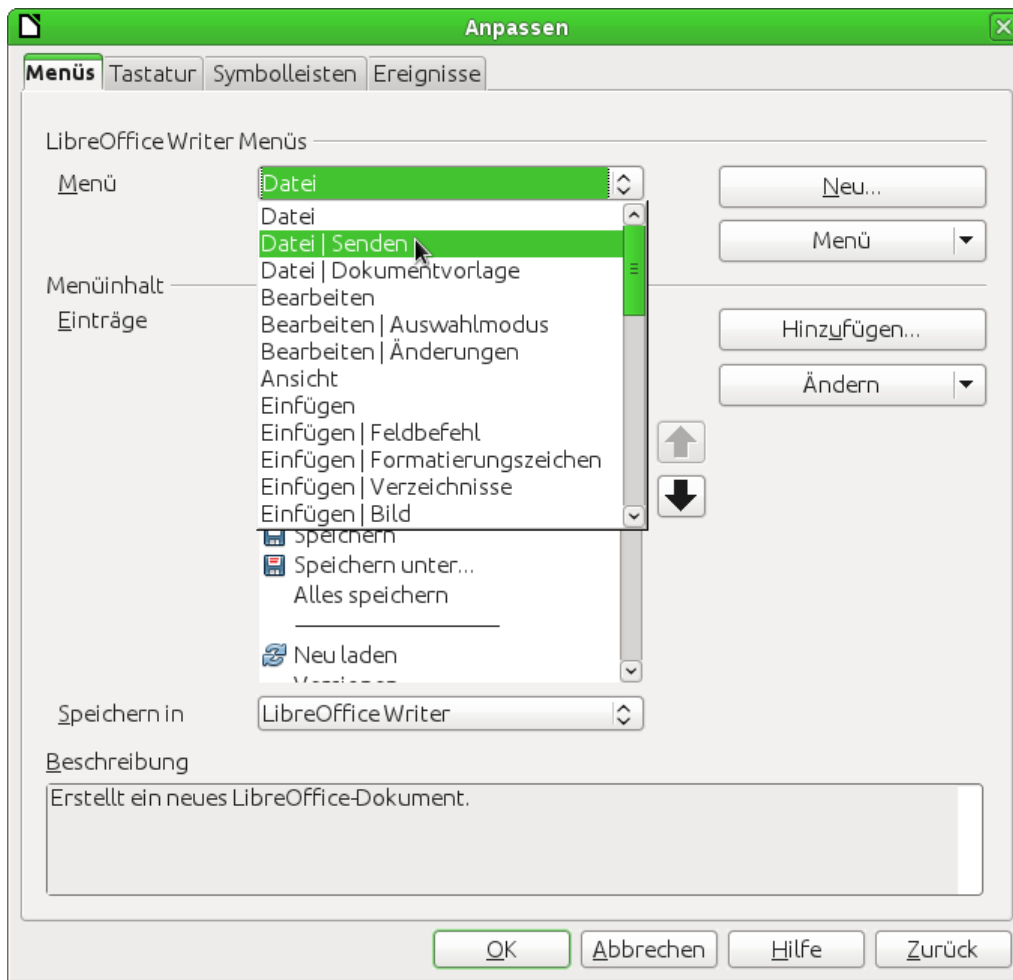 Anpassen
Menüs Tastatur Symbolleisten Ereignisse
LibreOffice Writer Menüs
Menü Datei Neu...
Datei
Datei | Senden Menü
Datei | Dokumentvorlage
Menüinhalt
Bearbeiten
Einträge Bearbeiten | Auswahlmodus Hinzufügen...
Bearbeiten | Änderungen
Ansicht Ändern
Einfügen
Einfügen | Feldbefehl
Einfügen | Formatierungszeichen
Einfügen | Verzeichnisse
Einfügen | Bild
Speichern
Speichern unter...
Alles speichern
Neu laden
Versionen
Speichern in LibreOffice Writer
Beschreibung
Erstellt ein neues LibreOffice-Dokument.
OK Abbrechen Hilfe Zurück